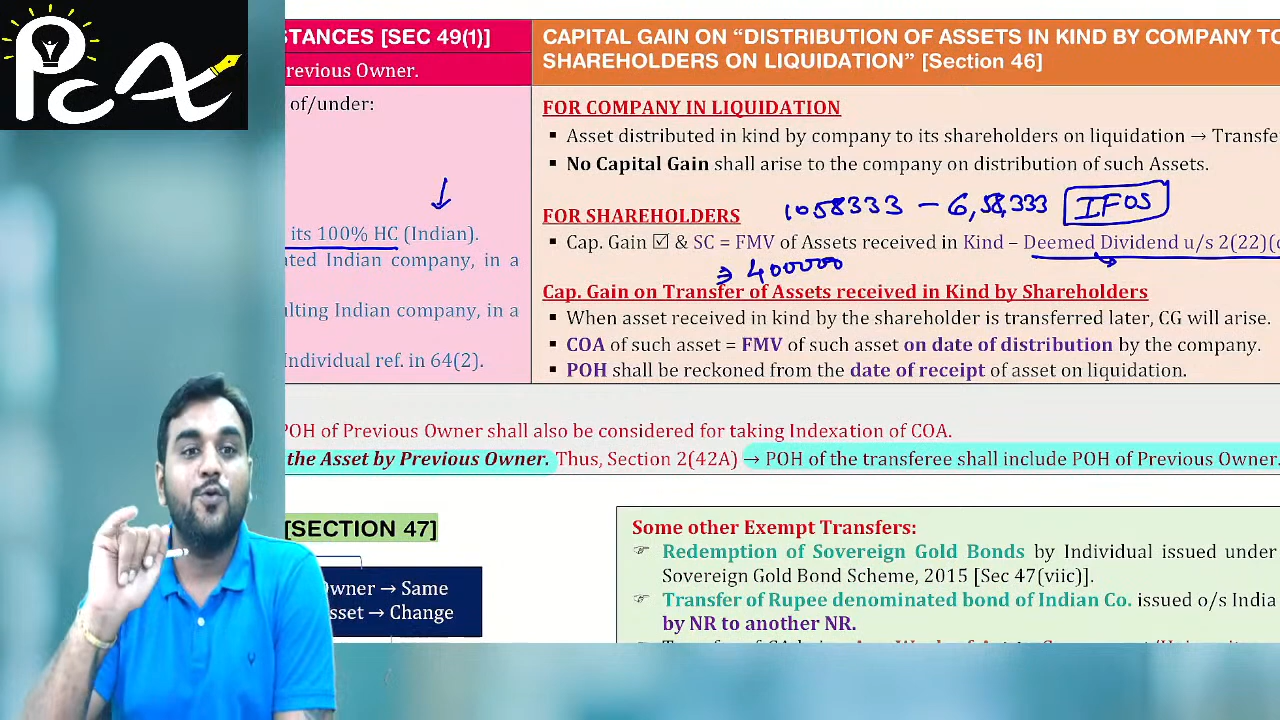 PCA
STANCES [SEC 49(1)]
Previous Owner.
of/under:
its 100% HC (Indian).
ated Indian company, in a
ulting Indian company, in a
Individual ref. in 64(2).
CAPITAL GAIN ON “DISTRIBUTION OF ASSETS IN KIND BY COMPANY TO
SHAREHOLDERS ON LIQUIDATION” [Section 46]
FOR COMPANY IN LIQUIDATION
▪ Asset distributed in kind by company to its shareholders on liquidation → Transfe
▪ No Capital Gain shall arise to the company on distribution of such Assets.
1058333 – 6,58,333 IFOS
FOR SHAREHOLDERS
▪ Cap. Gain ☑ & SC = FMV of Assets received in Kind – Deemed Dividend u/s 2(22)(c
⇒ 400000
Cap. Gain on Transfer of Assets received in Kind by Shareholders
▪ When asset received in kind by the shareholder is transferred later, CG will arise.
▪ COA of such asset = FMV of such asset on date of distribution by the company.
▪ POH shall be reckoned from the date of receipt of asset on liquidation.
POH of Previous Owner shall also be considered for taking Indexation of COA.
the Asset by Previous Owner. Thus, Section 2(42A) → POH of the transferee shall include POH of Previous Owner.
[SECTION 47]
Owner → Same
sset → Change
Some other Exempt Transfers:
☞ Redemption of Sovereign Gold Bonds by Individual issued under
Sovereign Gold Bond Scheme, 2015 [Sec 47(viic)].
☞ Transfer of Rupee denominated bond of Indian Co. issued o/s India
by NR to another NR.